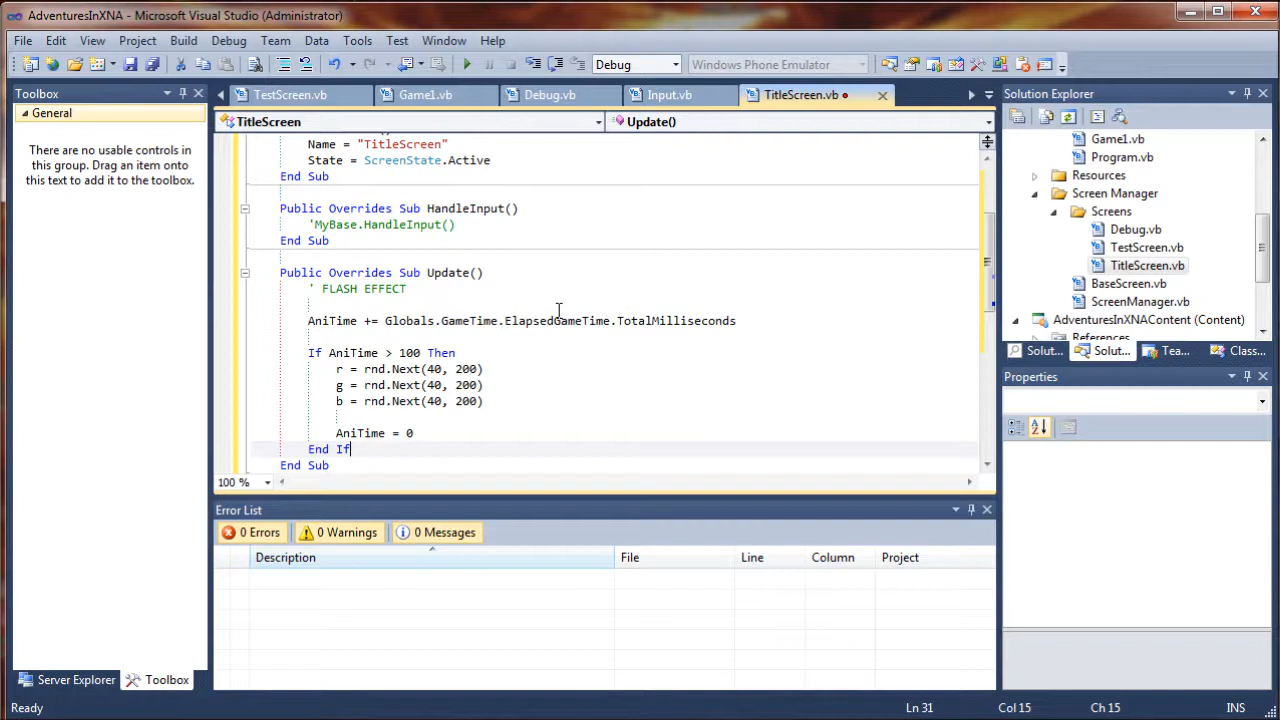 AdventuresInXNA - Microsoft Visual Studio (Administrator)
File Edit View Project Build Debug Team Data Tools Test Window Help
Debug Windows Phone Emulator
Toolbox
General
There are no usable controls in
this group. Drag an item onto
this text to add it to the toolbox.
TestScreen.vb Game1.vb Debug.vb Input.vb TitleScreen.vb
TitleScreen Update()
Name = "TitleScreen"
State = ScreenState.Active
End Sub
Public Overrides Sub HandleInput()
'MyBase.HandleInput()
End Sub
Public Overrides Sub Update()
' FLASH EFFECT
AniTime += Globals.GameTime.ElapsedGameTime.TotalMilliseconds
If AniTime > 100 Then
r = rnd.Next(40, 200)
g = rnd.Next(40, 200)
b = rnd.Next(40, 200)
AniTime = 0
End If
End Sub
100 %
Error List
0 Errors 0 Warnings 0 Messages
Description File Line Column Project
Solution Explorer
Game1.vb
Program.vb
Resources
Screen Manager
Screens
Debug.vb
TestScreen.vb
TitleScreen.vb
BaseScreen.vb
ScreenManager.vb
AdventuresInXNAContent (Content)
References
Solut... Solut... Tea... Class...
Properties
Server Explorer Toolbox
Ready Ln 31 Col 15 Ch 15 INS